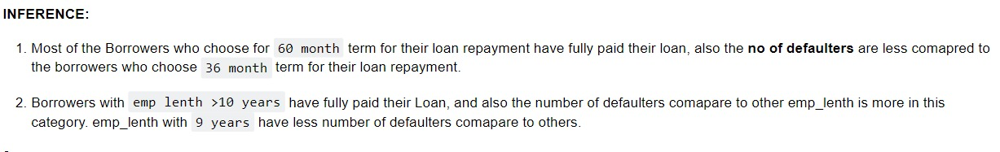 INFERENCE:
1. Most of the Borrowers who choose for 60 month term for their loan repayment have fully paid their loan, also the no of defaulters are less comapred to
the borrowers who choose 36 month term for their loan repayment.
2. Borrowers with emp lenth >10 years have fully paid their Loan, and also the number of defaulters comapare to other emp_lenth is more in this
category. emp_lenth with 9 years have less number of defaulters comapare to others.